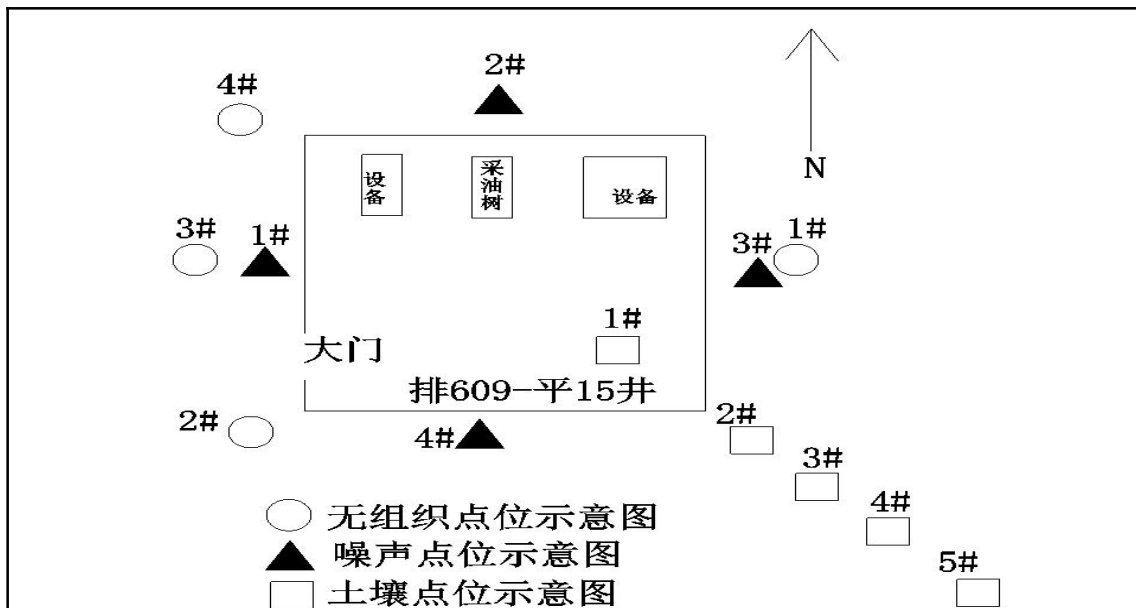 2#
4#
N
设备
采油树
设备
3#
1#
3#
1#
1#
大门
排609-平15井
2#
4#
2#
3#
4#
5#
无组织点位示意图
噪声点位示意图
土壤点位示意图